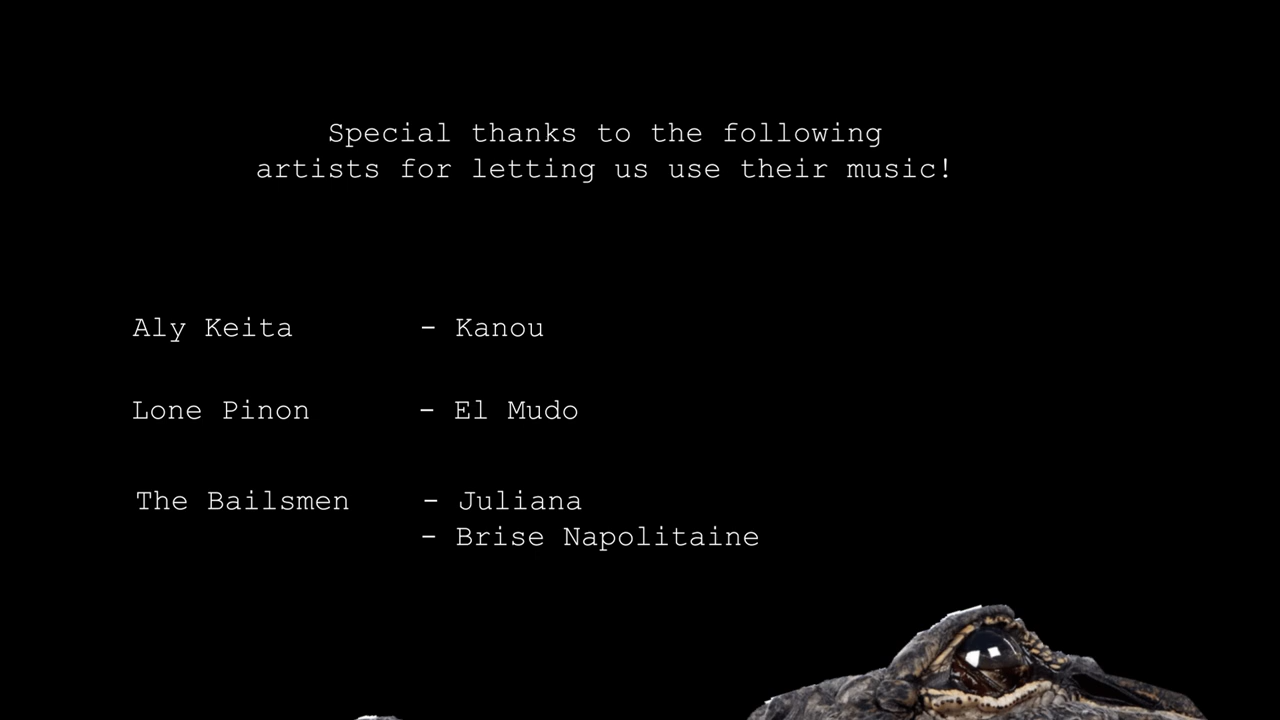 Special thanks to the following
artists for letting us use their music!
Aly Keita - Kanou
Lone Pinon - El Mudo
The Bailsmen - Juliana
- Brise Napolitaine